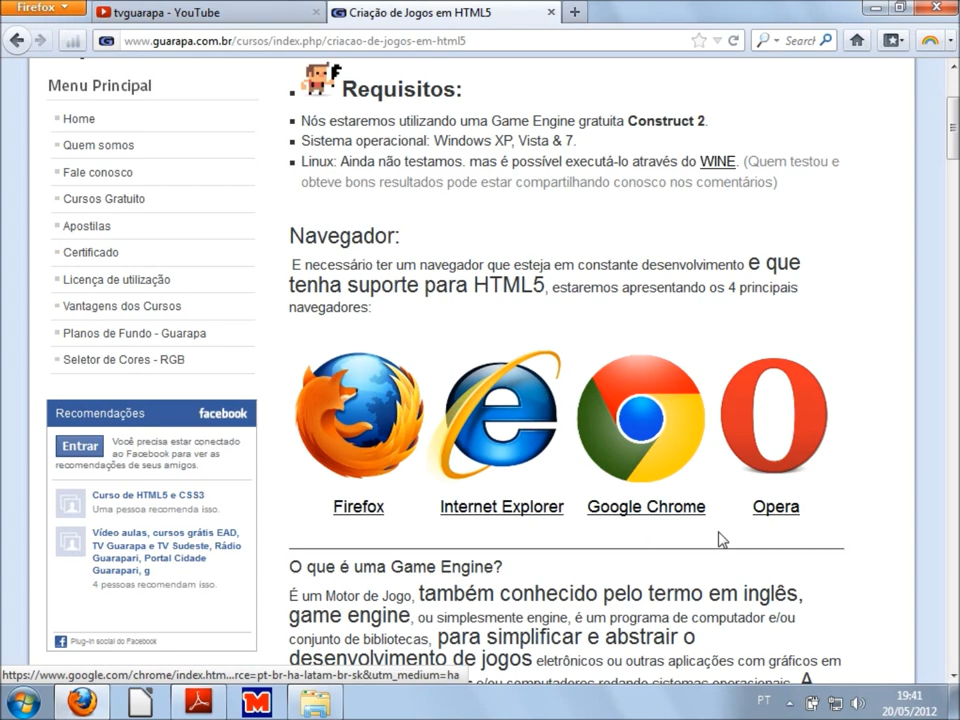 Firefox
tvguarapa - YouTube
Criação de Jogos em HTML5
www.guarapa.com.br/cursos/index.php/criacao-de-jogos-em-html5
Search
Menu Principal
Home
Quem somos
Fale conosco
Cursos Gratuito
Apostilas
Certificado
Licença de utilização
Vantagens dos Cursos
Planos de Fundo - Guarapa
Seletor de Cores - RGB
Recomendações facebook
Entrar
Você precisa estar conectado
ao Facebook para ver as
recomendações de seus amigos.
Curso de HTML5 e CSS3
Uma pessoa recomenda isso.
Vídeo aulas, cursos grátis EAD,
TV Guarapa e TV Sudeste, Rádio
Guarapari, Portal Cidade
Guarapari, g
4 pessoas recomendam isso.
Plug-in social do Facebook
Requisitos:
Nós estaremos utilizando uma Game Engine gratuita Construct 2.
Sistema operacional: Windows XP, Vista & 7.
Linux: Ainda não testamos. mas é possível executá-lo através do WINE. (Quem testou e
obteve bons resultados pode estar compartilhando conosco nos comentários)
Navegador:
E necessário ter um navegador que esteja em constante desenvolvimento e que
tenha suporte para HTML5, estaremos apresentando os 4 principais
navegadores:
Firefox
Internet Explorer
Google Chrome
Opera
O que é uma Game Engine?
É um Motor de Jogo, também conhecido pelo termo em inglês,
game engine, ou simplesmente engine, é um programa de computador e/ou
conjunto de bibliotecas, para simplificar e abstrair o
desenvolvimento de jogos eletrônicos ou outras aplicações com gráficos em
e/ou computadores rodando sistemas operacionais. A
https://www.google.com/chrome/index.htm...rce=pt-br-ha-latam-br-sk&utm_medium=ha
PT
19:41
20/05/2012